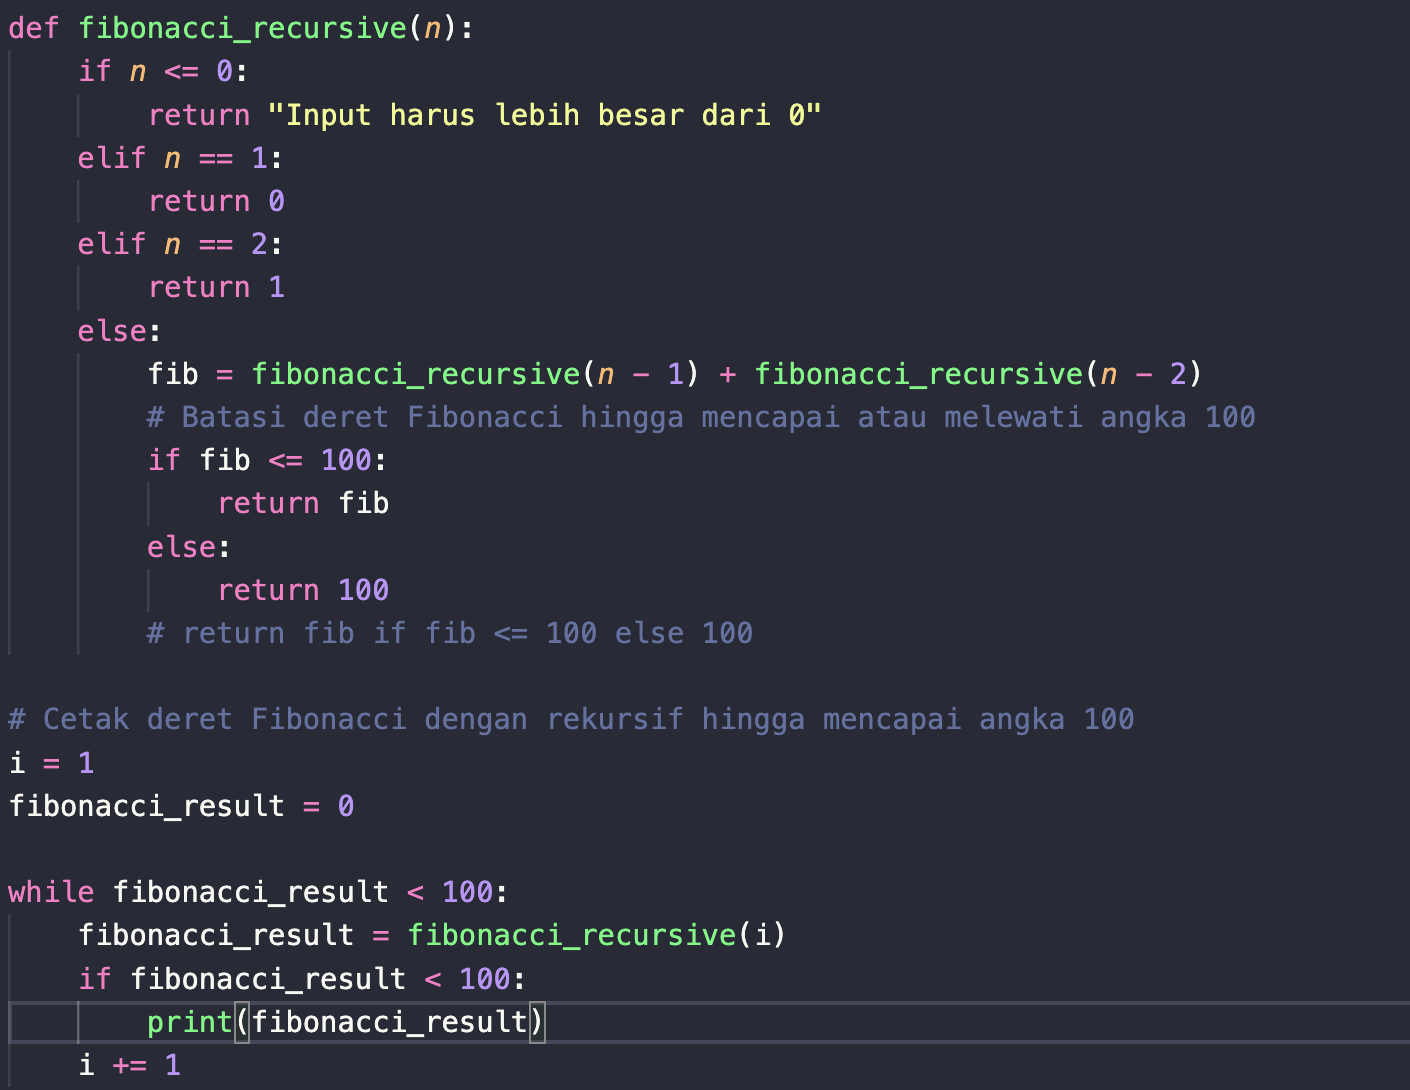 def fibonacci_recursive(n):
    if n <= 0:
        return "Input harus lebih besar dari 0"
    elif n == 1:
        return 0
    elif n == 2:
        return 1
    else:
        fib = fibonacci_recursive(n - 1) + fibonacci_recursive(n - 2)
        # Batasi deret Fibonacci hingga mencapai atau melewati angka 100
        if fib <= 100:
            return fib
        else:
            return 100
        # return fib if fib <= 100 else 100

# Cetak deret Fibonacci dengan rekursif hingga mencapai angka 100
i = 1
fibonacci_result = 0

while fibonacci_result < 100:
    fibonacci_result = fibonacci_recursive(i)
    if fibonacci_result < 100:
        print(fibonacci_result)
    i += 1